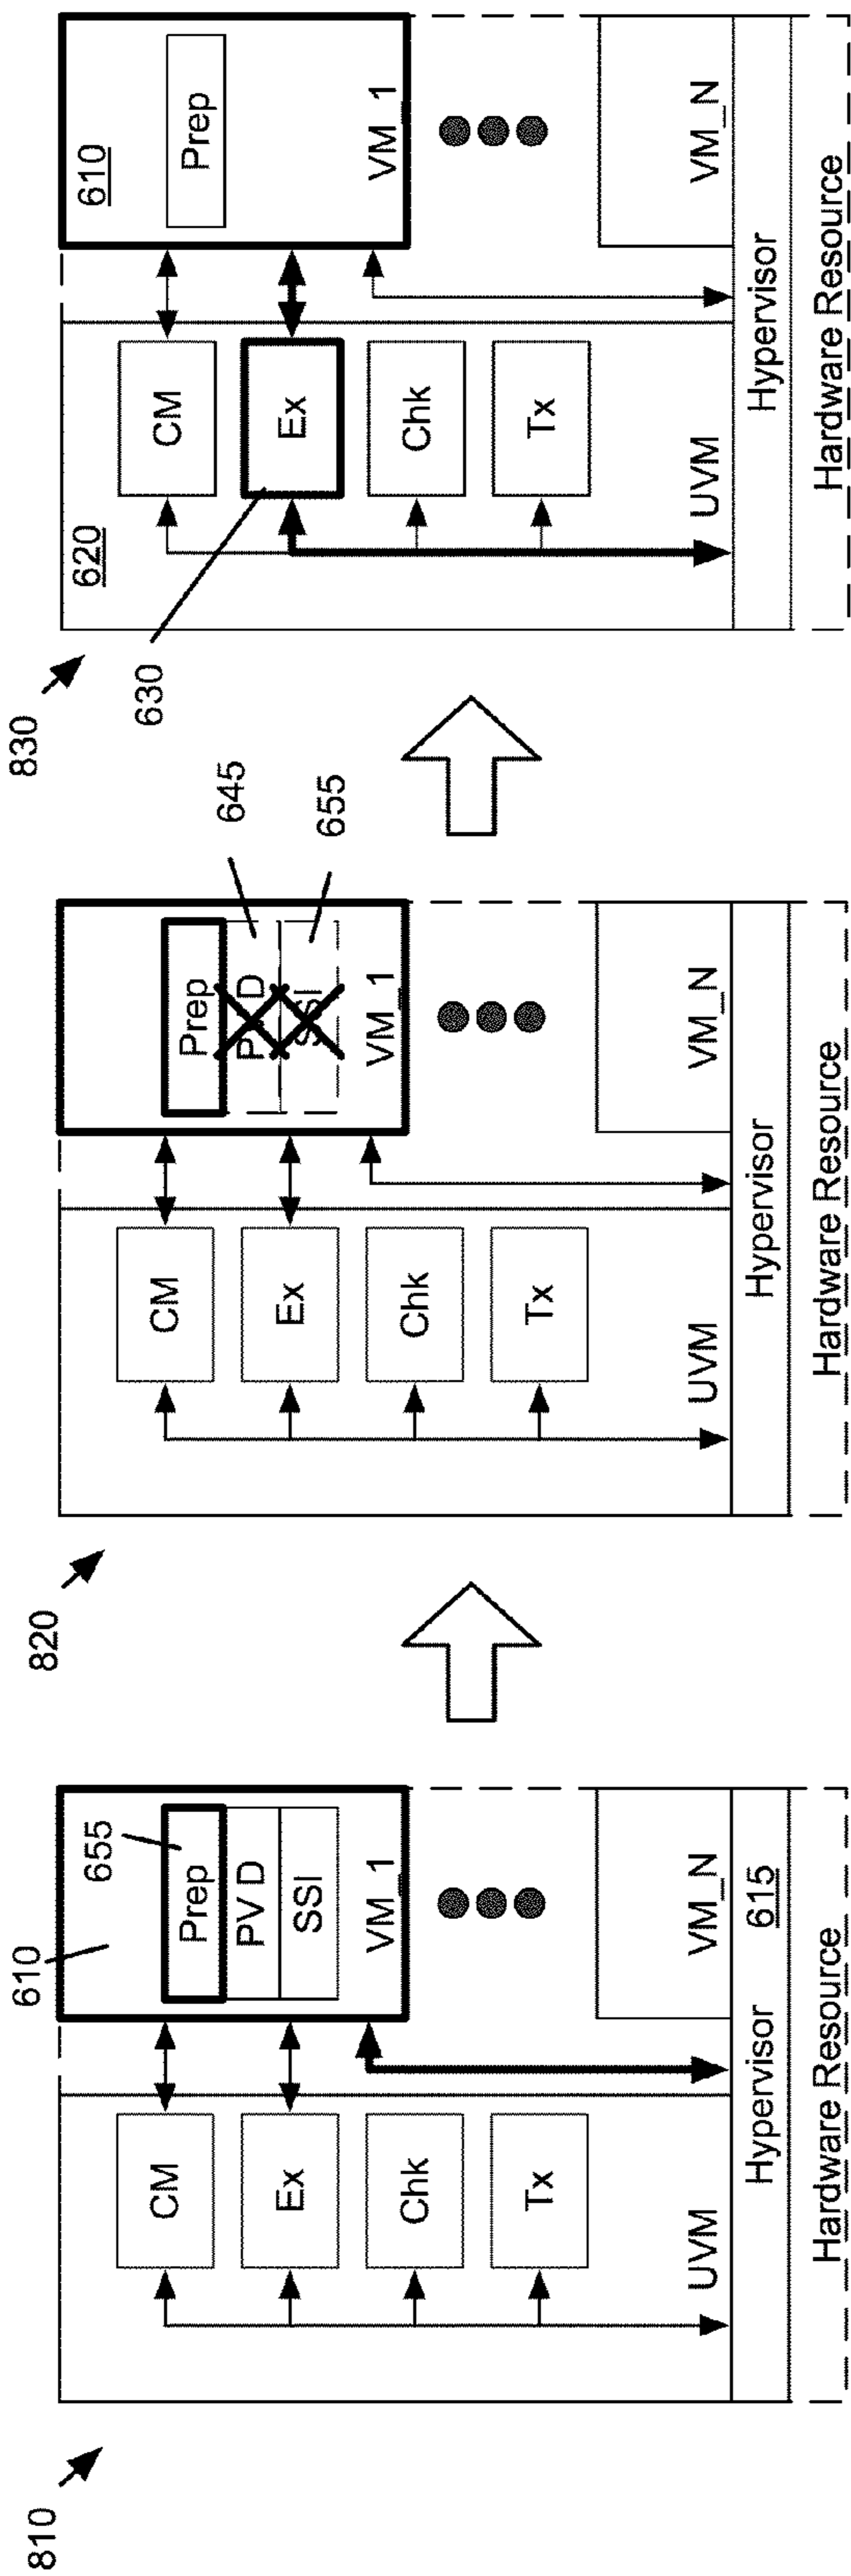 810
610
655
CM
Ex
Chk
Tx
UVM
Prep
PV D
SSI
VM_1
VM_N
Hypervisor
615
Hardware Resource
820
645
655
CM
Ex
Chk
Tx
UVM
Prep
VM_1
VM_N
Hypervisor
Hardware Resource
830
630
620
610
CM
Ex
Chk
Tx
UVM
Prep
VM_1
VM_N
Hypervisor
Hardware Resource